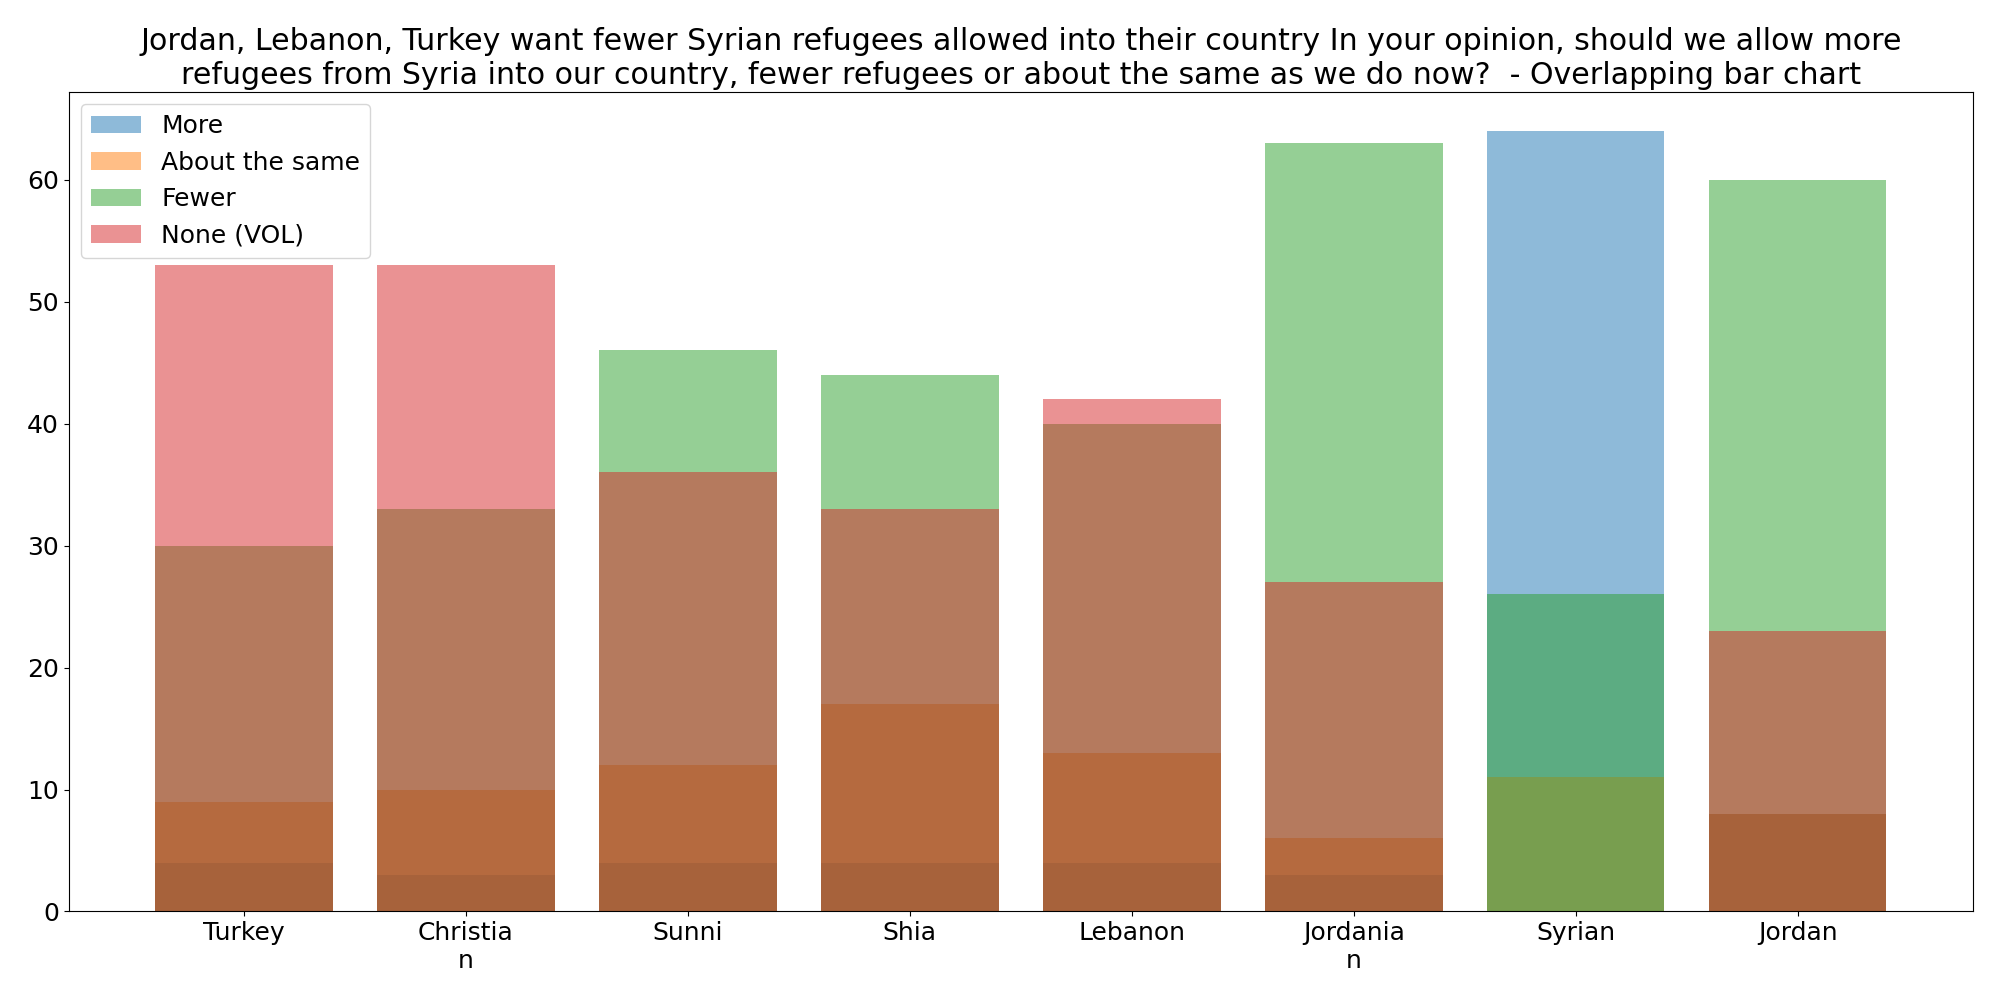 Jordan, Lebanon, Turkey want fewer Syrian refugees allowed into their country In your opinion, should we allow more
refugees from Syria into our country, fewer refugees or about the same as we do now?  - Overlapping bar chart
More
About the same
Fewer
None (VOL)
60
50
40
30
20
10
0
Turkey
Christia
n
Sunni
Shia
Lebanon
Jordania
n
Syrian
Jordan